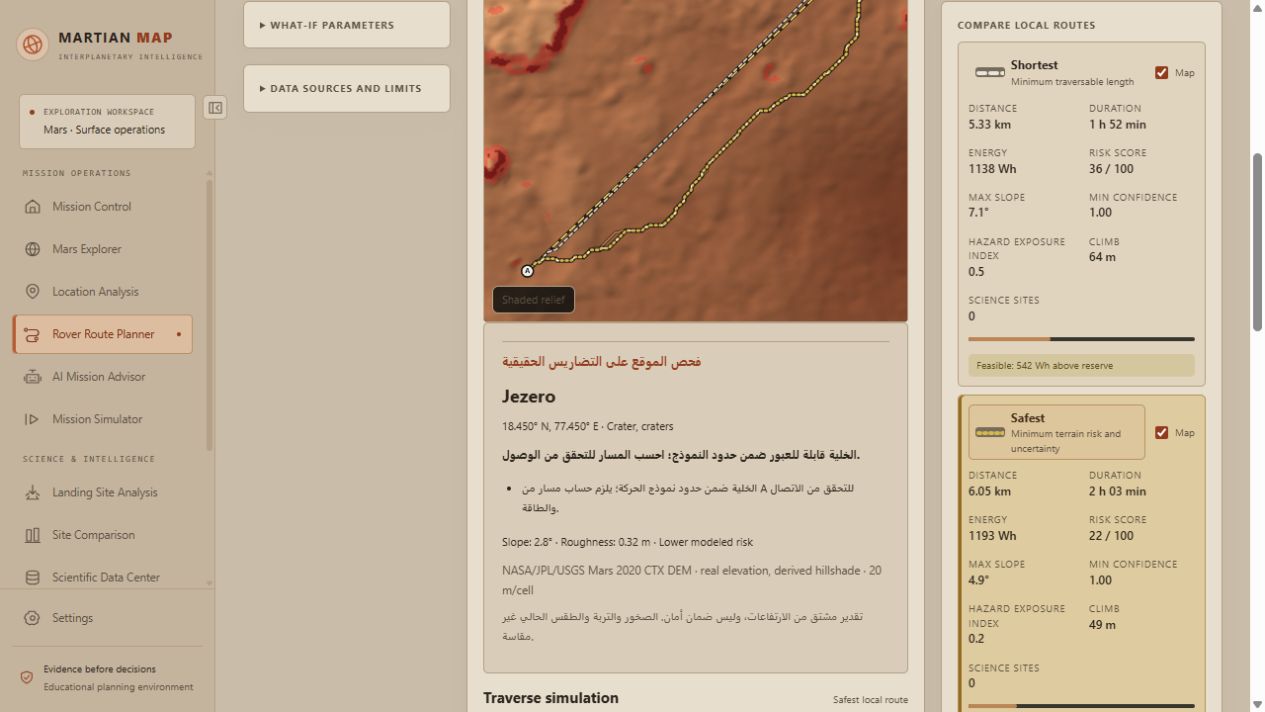 MARTIAN MAP
INTERPLANETARY INTELLIGENCE
EXPLORATION WORKSPACE
Mars · Surface operations
MISSION OPERATIONS
Mission Control
Mars Explorer
Location Analysis
Rover Route Planner
AI Mission Advisor
Mission Simulator
SCIENCE & INTELLIGENCE
Landing Site Analysis
Site Comparison
Scientific Data Center
Settings
Evidence before decisions
Educational planning environment
WHAT-IF PARAMETERS
DATA SOURCES AND LIMITS
A
Shaded relief
فحص الموقع على التضاريس الحقيقية
Jezero
18.450° N, 77.450° E · Crater, craters
الخلية قابلة للعبور ضمن حدود النموذج؛ احسب المسار للتحقق من الوصول.
الخلية ضمن حدود نموذج الحركة؛ يلزم حساب مسار من A للتحقق من الاتصال
والطاقة.
Slope: 2.8° · Roughness: 0.32 m · Lower modeled risk
NASA/JPL/USGS Mars 2020 CTX DEM · real elevation, derived hillshade · 20
m/cell
تقدير مشتق من الارتفاعات، وليس ضمان أمان. الصخور والتربة والطقس الحالي غير
مقاسة.
Traverse simulation
Safest local route
COMPARE LOCAL ROUTES
Shortest
Minimum traversable length
Map
DISTANCE DURATION
5.33 km 1 h 52 min
ENERGY RISK SCORE
1138 Wh 36 / 100
MAX SLOPE MIN CONFIDENCE
7.1° 1.00
HAZARD EXPOSURE CLIMB
INDEX 64 m
0.5
SCIENCE SITES
0
Feasible: 542 Wh above reserve
Safest
Minimum terrain risk and
uncertainty
Map
DISTANCE DURATION
6.05 km 2 h 03 min
ENERGY RISK SCORE
1193 Wh 22 / 100
MAX SLOPE MIN CONFIDENCE
4.9° 1.00
HAZARD EXPOSURE CLIMB
INDEX 49 m
0.2
SCIENCE SITES
0